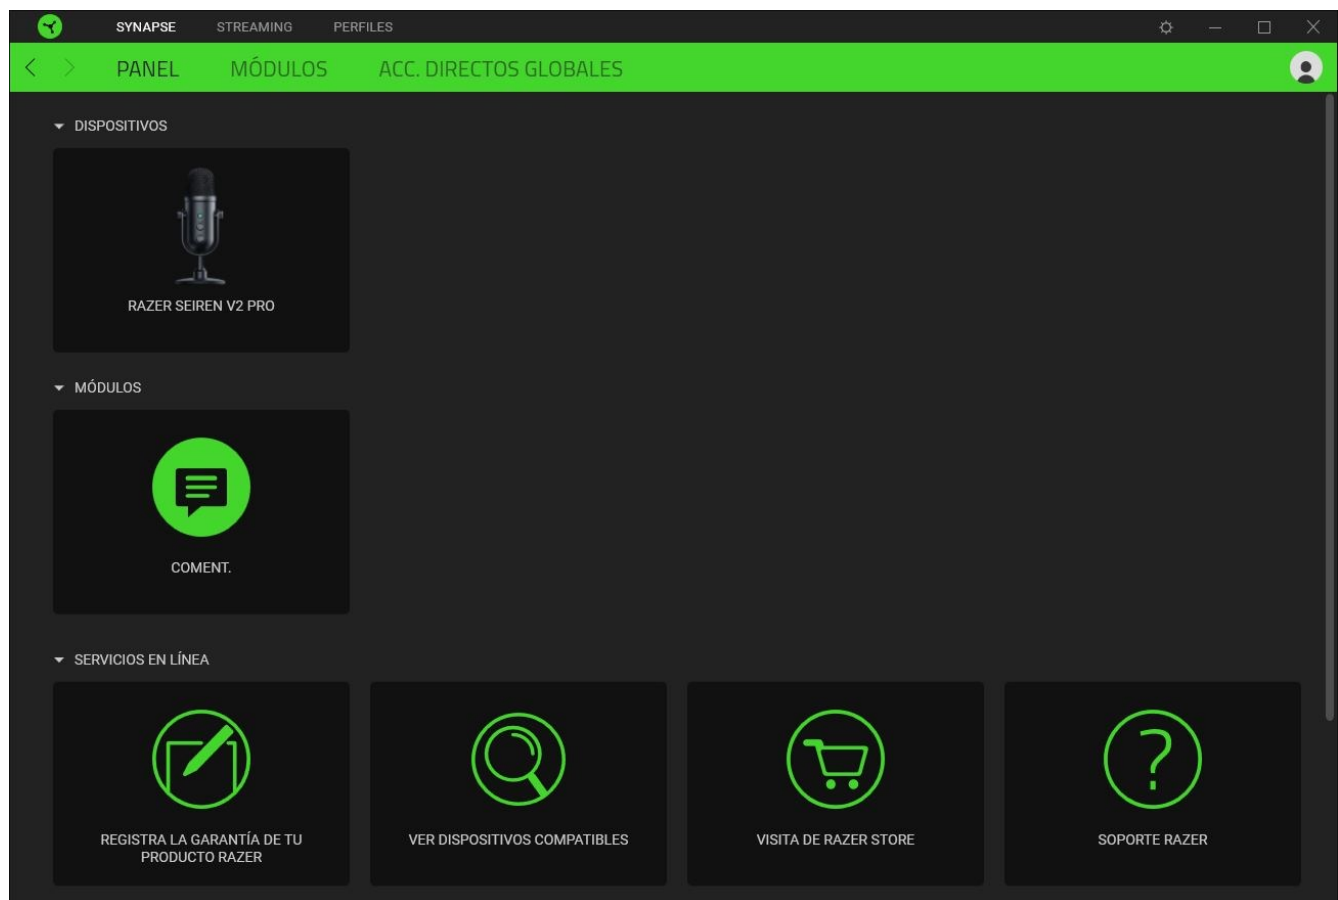 SYNAPSE STREAMING PERFILES
PANEL MÓDULOS ACC. DIRECTOS GLOBALES
DISPOSITIVOS
RAZER SEIREN V2 PRO
MÓDULOS
COMENT.
SERVICIOS EN LÍNEA
REGISTRA LA GARANTÍA DE TU
PRODUCTO RAZER
VER DISPOSITIVOS COMPATIBLES
VISITA DE RAZER STORE
SOPORTE RAZER